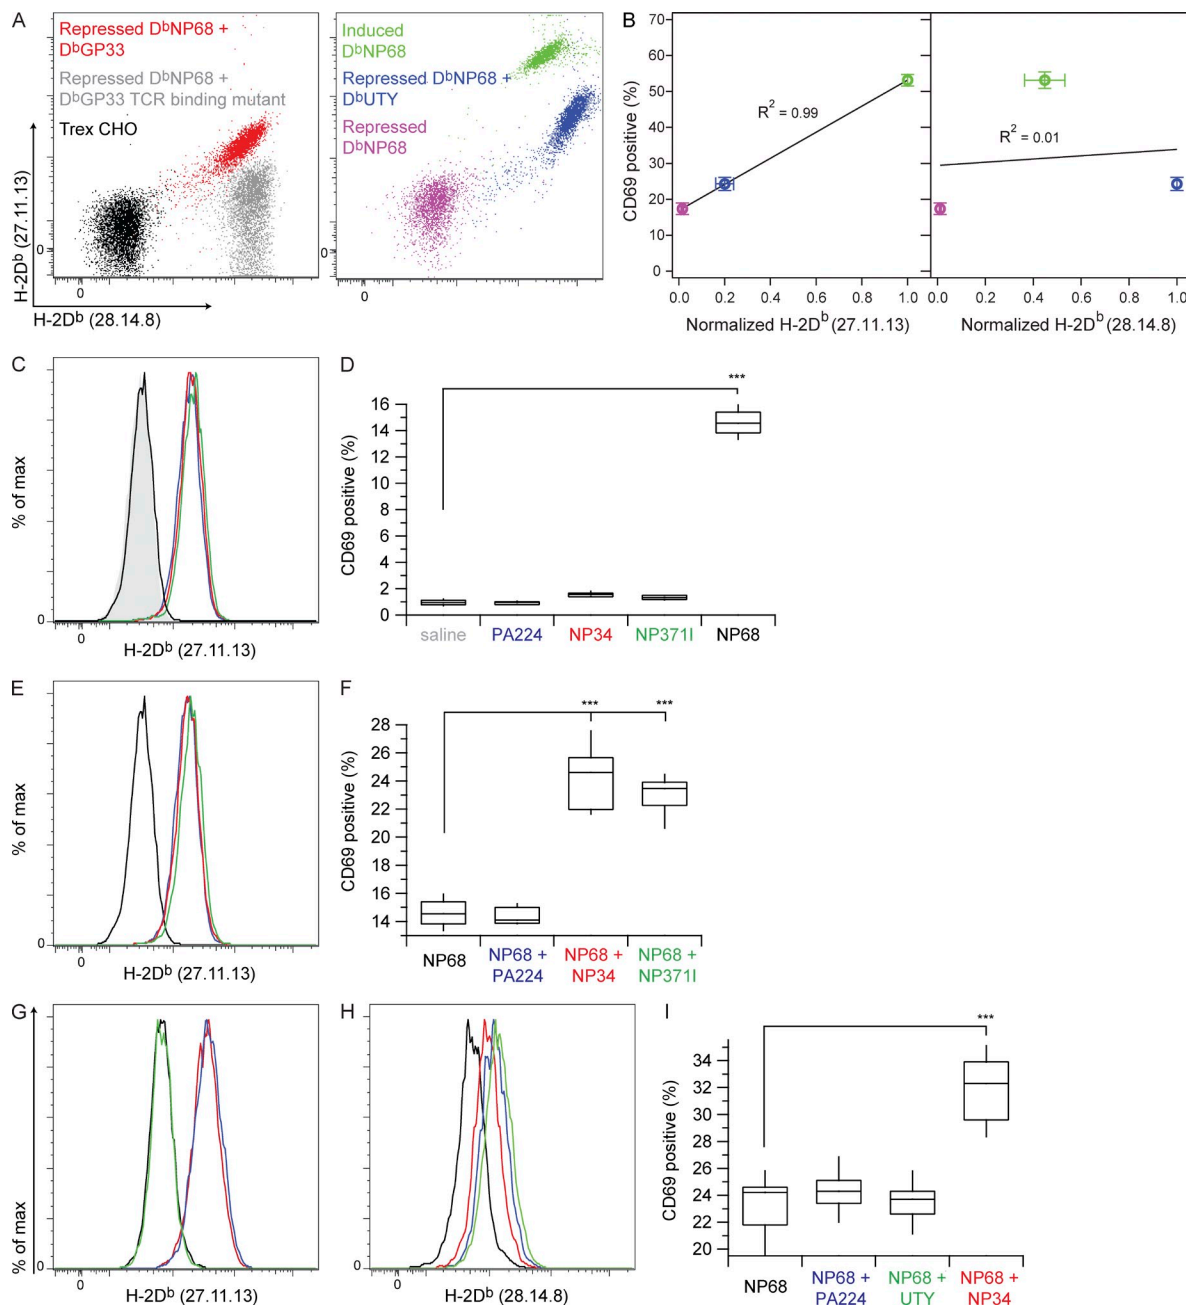 A
Repressed DᵇNP68 +
DᵇGP33
Repressed DᵇNP68 +
DᵇGP33 TCR binding mutant
Trex CHO
H-2Dᵇ (27.11.13)
0
0
H-2Dᵇ (28.14.8)
Induced
DᵇNP68
Repressed DᵇNP68 +
DᵇUTY
Repressed
DᵇNP68
0
0
B
CD69 positive (%)
70
60
50
40
30
20
10
0
R² = 0.99
R² = 0.01
0.0 0.2 0.4 0.6 0.8 1.0
0.0 0.2 0.4 0.6 0.8 1.0
Normalized H-2Dᵇ (27.11.13)
Normalized H-2Dᵇ (28.14.8)
C
% of max
0
0
H-2Dᵇ (27.11.13)
D
***
CD69 positive (%)
16
14
12
10
8
6
4
2
0
saline PA224 NP34 NP371I NP68
E
% of max
0
0
H-2Dᵇ (27.11.13)
F
*** ***
CD69 positive (%)
28
26
24
22
20
18
16
14
NP68 NP68 + NP68 + NP68 +
PA224 NP34 NP371I
G
% of max
0
0
H-2Dᵇ (27.11.13)
H
0
H-2Dᵇ (28.14.8)
I
***
CD69 positive (%)
34
32
30
28
26
24
22
20
NP68 NP68 + NP68 + NP68 +
PA224 UTY NP34